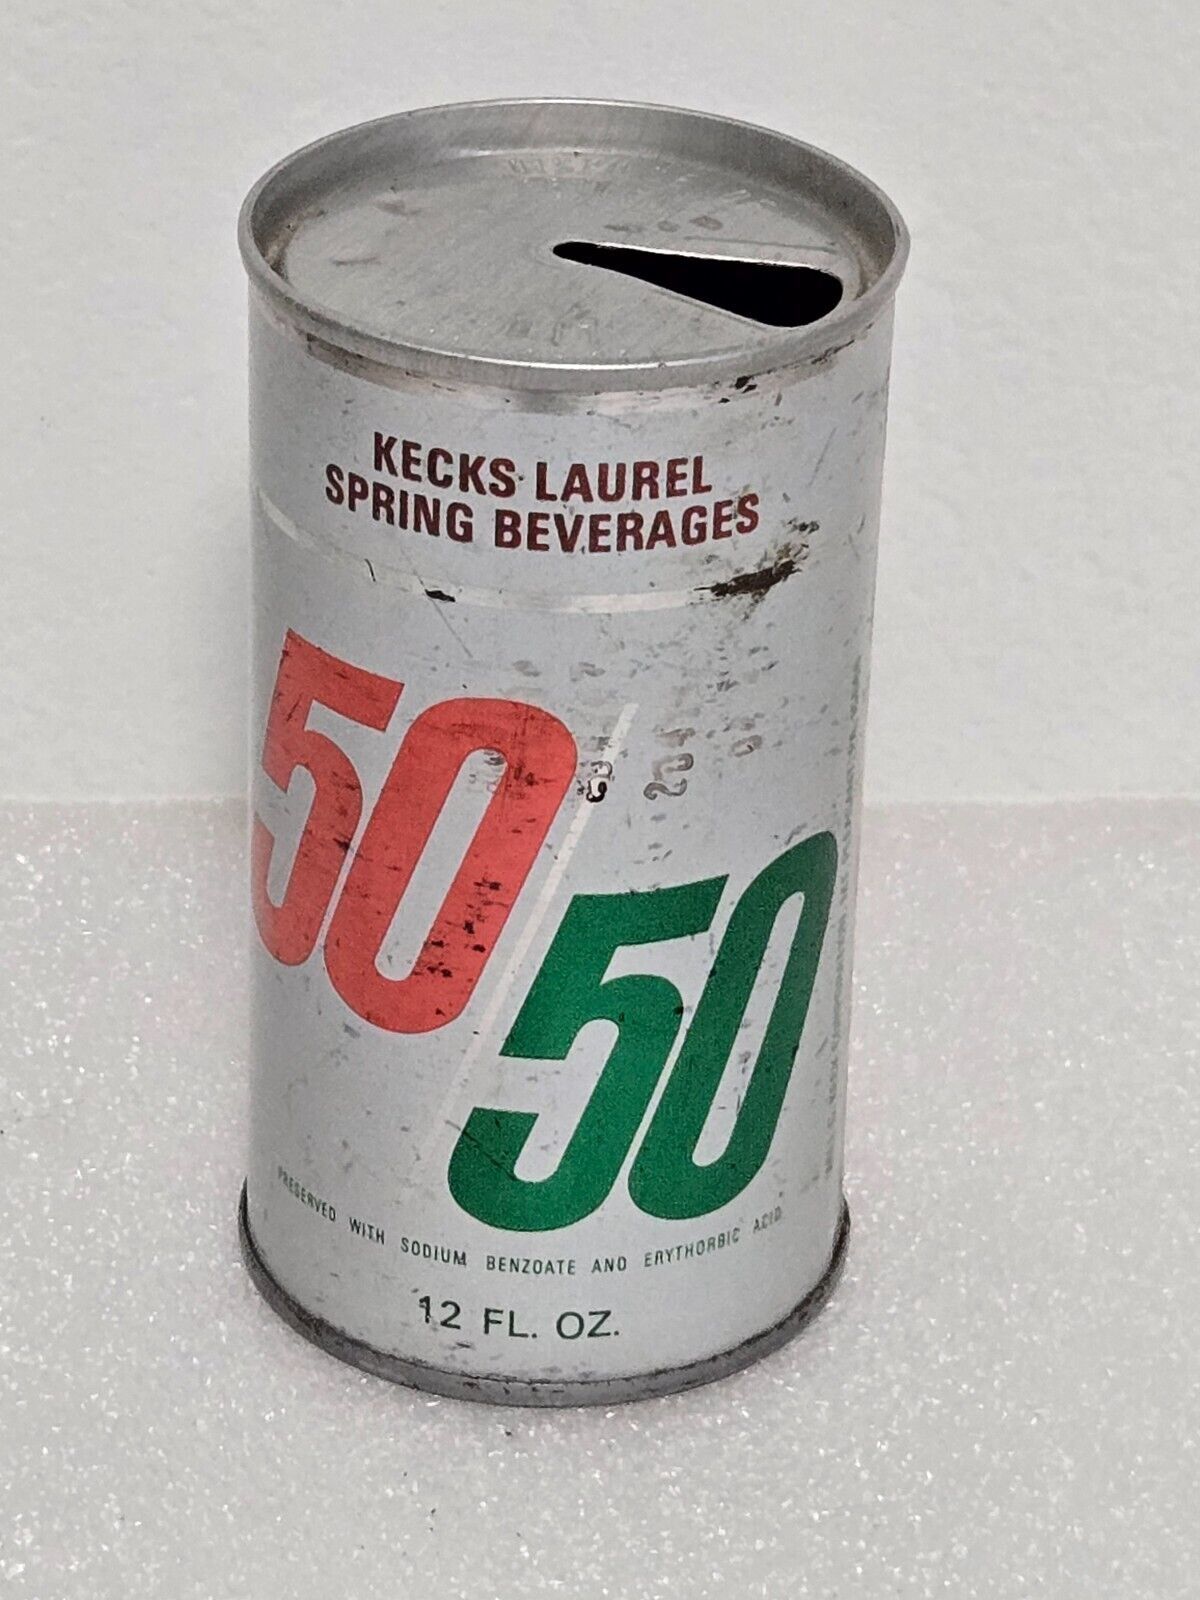 KECKS LAUREL
SPRING BEVERAGES
50/50
PRESERVED WITH SODIUM BENZOATE AND ERYTHORBIC ACID
12 FL. OZ.